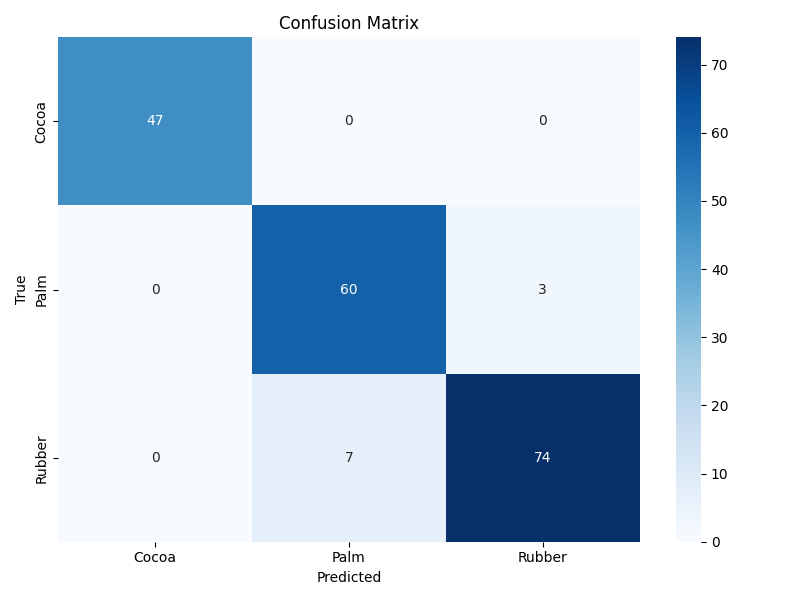 Confusion Matrix
Cocoa 47 0 0
Palm 0 60 3
Rubber 0 7 74
True
Cocoa Palm Rubber
Predicted
70
60
50
40
30
20
10
0